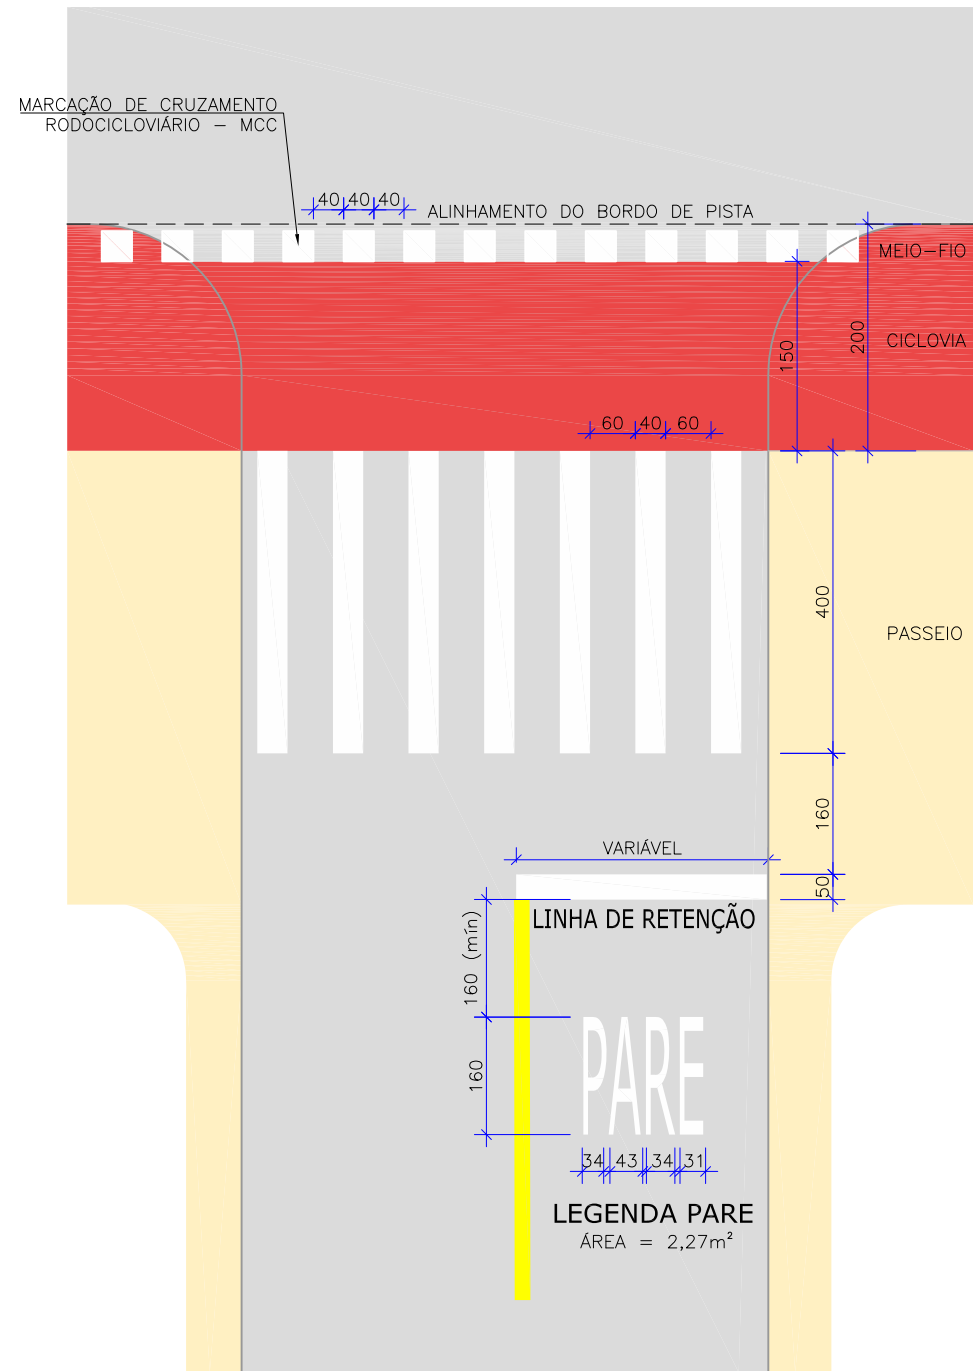 MARCAÇÃO DE CRUZAMENTO
RODOCICLOVIÁRIO – MCC
40 40 40
ALINHAMENTO DO BORDO DE PISTA
MEIO–FIO
150
200
CICLOVIA
60 40 60
400
PASSEIO
160
VARIÁVEL
50
LINHA DE RETENÇÃO
160 (mín)
PARE
160
34 43 34 31
LEGENDA PARE
ÁREA = 2,27m²